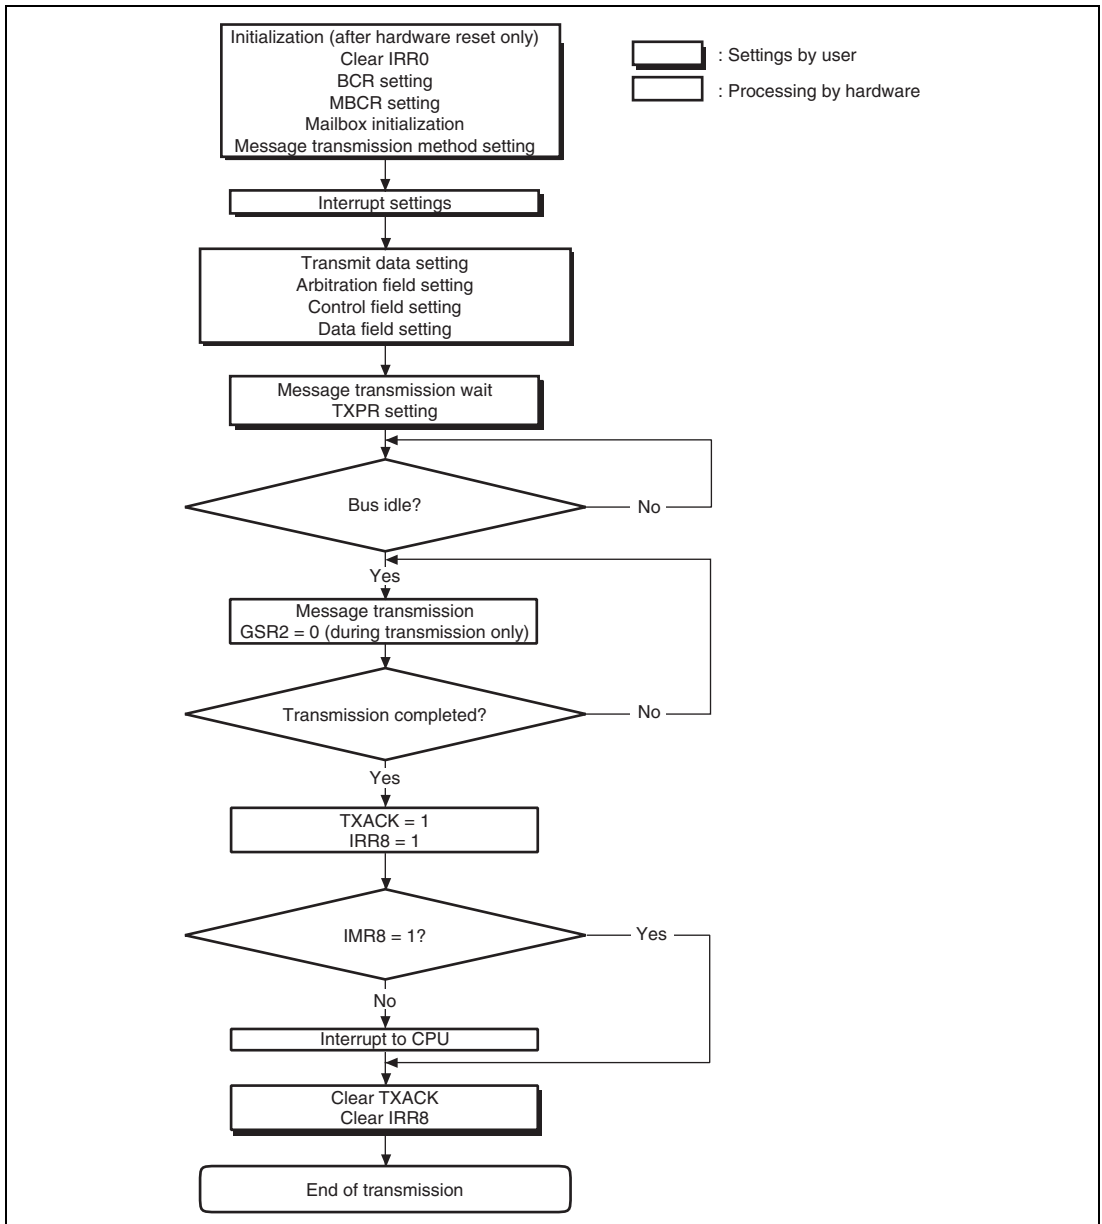 Initialization (after hardware reset only)
Clear IRR0
BCR setting
MBCR setting
Mailbox initialization
Message transmission method setting
: Settings by user
: Processing by hardware
Interrupt settings
Transmit data setting
Arbitration field setting
Control field setting
Data field setting
Message transmission wait
TXPR setting
Bus idle?
No
Yes
Message transmission
GSR2 = 0 (during transmission only)
Transmission completed?
No
Yes
TXACK = 1
IRR8 = 1
IMR8 = 1?
Yes
No
Interrupt to CPU
Clear TXACK
Clear IRR8
End of transmission